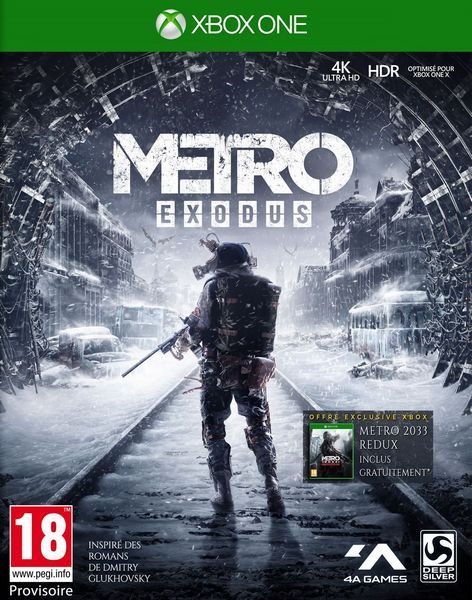 XBOX ONE
4K
ULTRA HD
HDR
OPTIMISÉ POUR
XBOX ONE X
METRO
EXODUS
OFFRE EXCLUSIVE XBOX
METRO 2033
REDUX
INCLUS
GRATUITEMENT*
METRO
18
www.pegi.info
Provisoire
INSPIRÉ DES
ROMANS
DE DMITRY
GLUKHOVSKY
4A GAMES
DEEP
SILVER